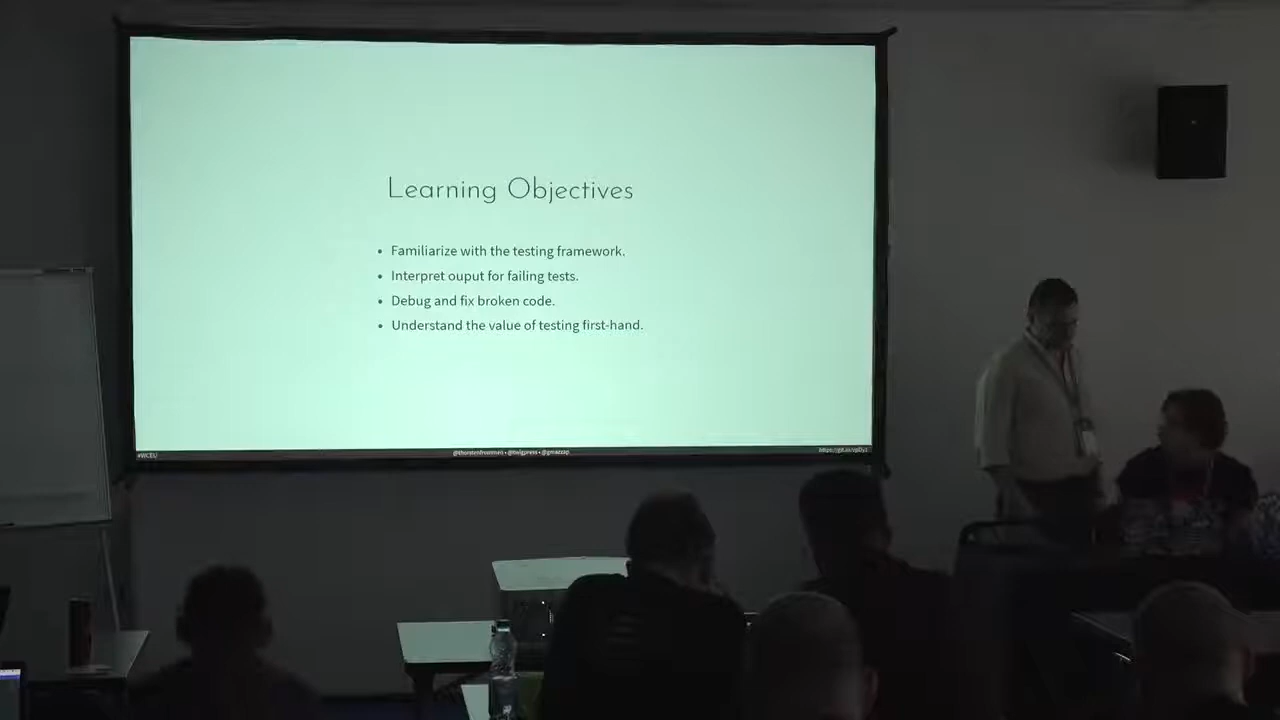 Learning Objectives
• Familiarize with the testing framework.
• Interpret ouput for failing tests.
• Debug and fix broken code.
• Understand the value of testing first-hand.
#WCEU